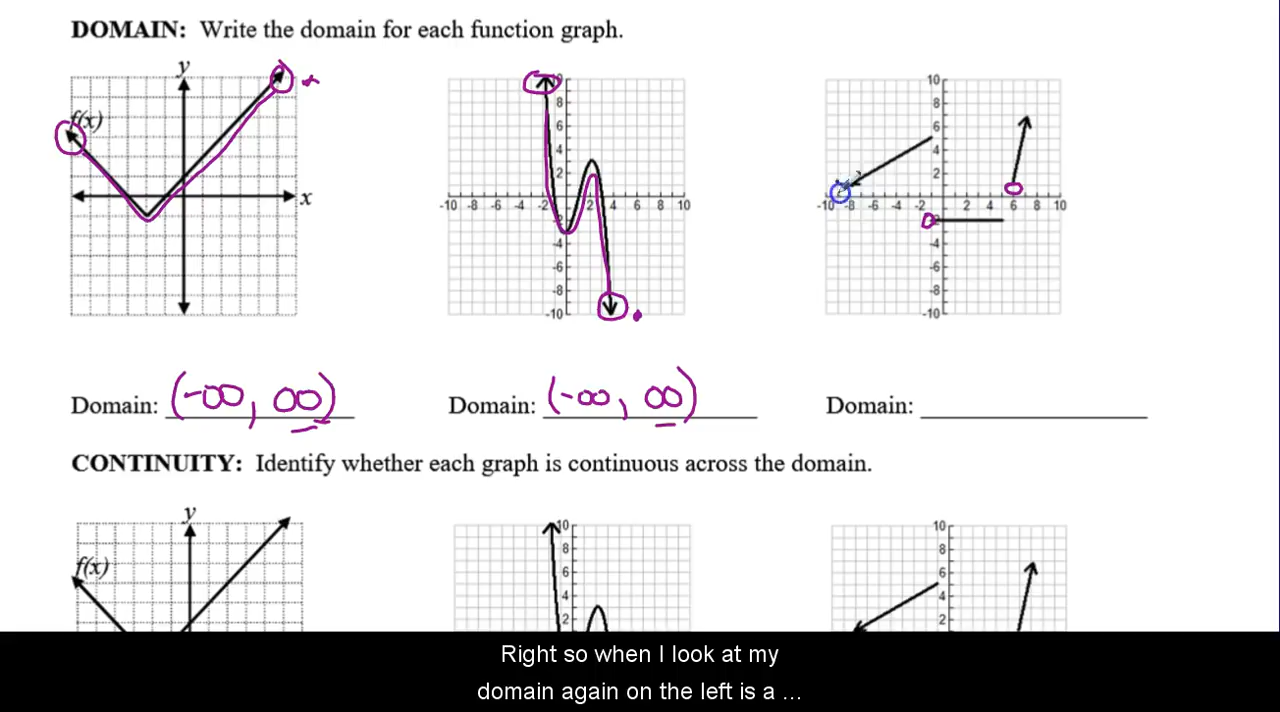 DOMAIN: Write the domain for each function graph.
y
f(x)
x
10
8
6
4
2
-10 -8 -6 -4 -2 2 4 6 8 10
-2
-4
-6
-8
-10
10
8
6
4
2
-10 -8 -6 -4 -2 2 4 6 8 10
-4
-6
-8
-10
Domain: (-∞, ∞)
Domain: (-∞, ∞)
Domain:
CONTINUITY: Identify whether each graph is continuous across the domain.
y
f(x)
10
8
6
4
2
10
8
6
4
2
Right so when I look at my
domain again on the left is a ...